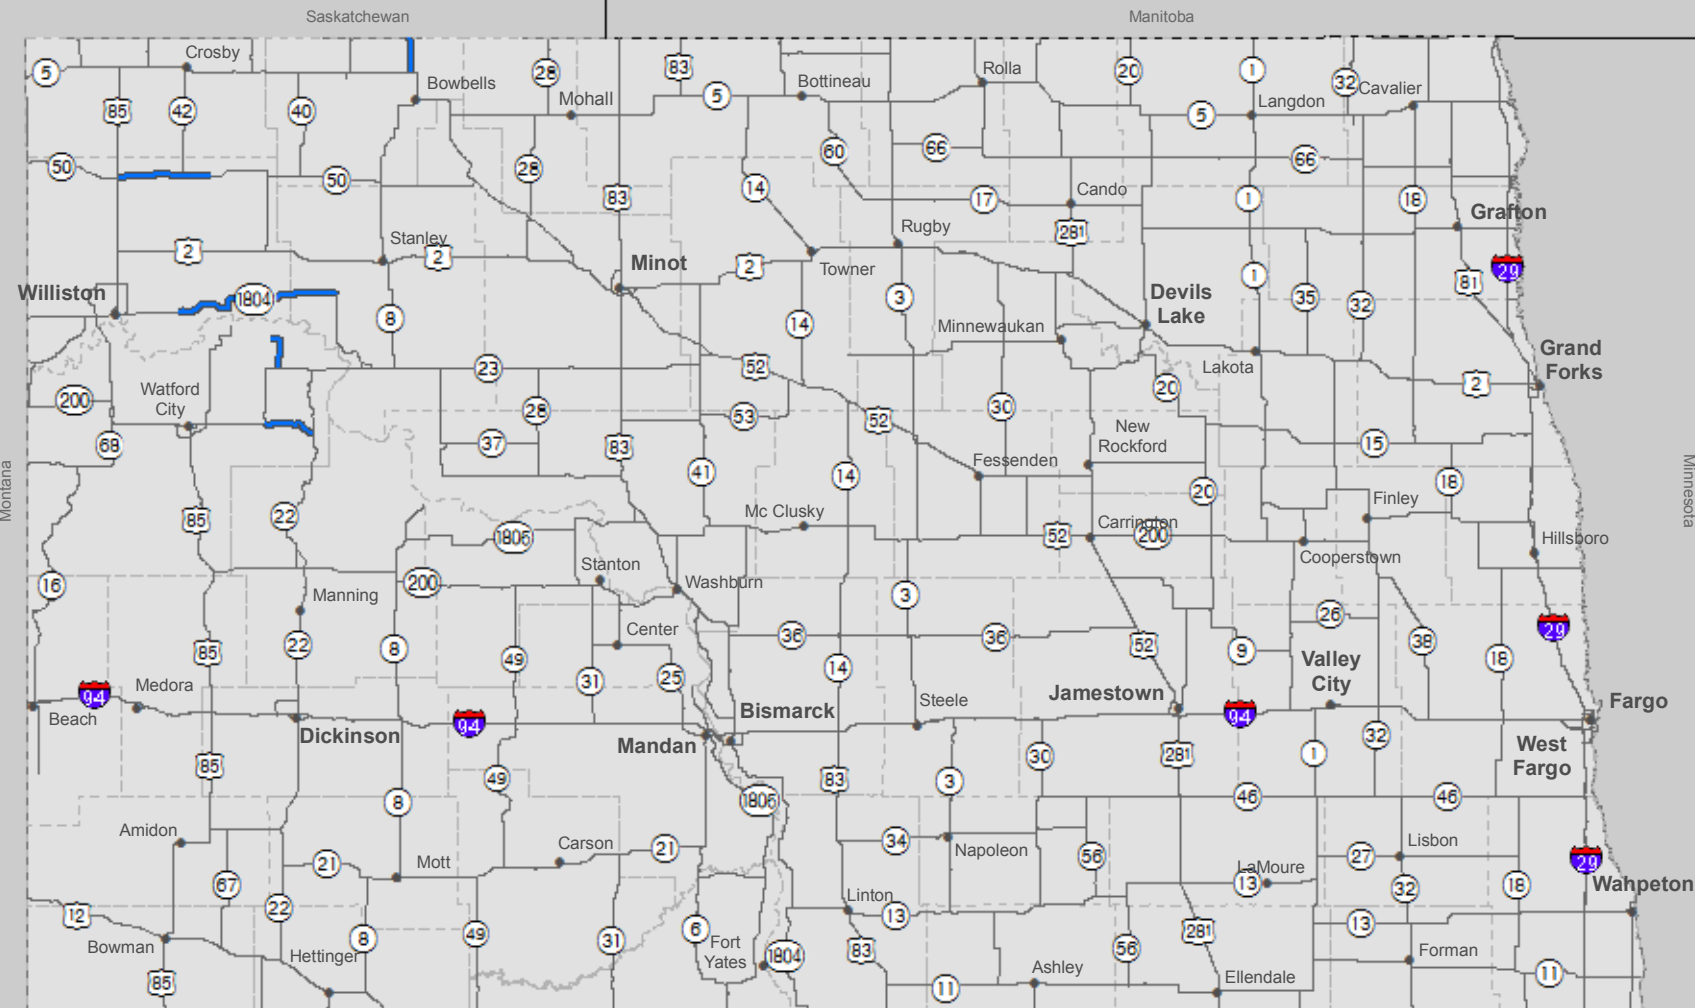 Saskatchewan
Manitoba
Crosby
5
Bowbells
28
83
Bottineau
Rolla
20
1
32
Cavalier
85
42
40
Mohall
5
5
Langdon
50
50
28
60
66
66
83
14
17
Cando
1
18
Grafton
281
Rugby
2
Stanley
2
Minot
2
Towner
1
29
81
Williston
1804
8
3
Devils
Lake
35
32
14
Minnewaukan
Grand
Forks
23
52
Lakota
2
200
Watford
City
28
20
30
53
52
New
Rockford
15
68
37
83
Montana
41
14
Fessenden
20
18
Minnesota
85
22
Mc Clusky
Finley
1806
52
Carrington
200
Hillsboro
Cooperstown
16
200
Stanton
Washburn
Manning
3
26
29
85
22
8
49
Center
36
36
52
9
38
18
31
25
14
Valley
City
94
Medora
Beach
94
Dickinson
Bismarck
Mandan
Steele
Jamestown
94
Fargo
West
Fargo
85
49
83
3
30
281
1
32
8
1806
46
46
Amidon
21
Mott
Carson
21
34
Napoleon
56
27
Lisbon
29
67
22
LaMoure
13
32
18
Wahpeton
12
Linton
13
13
Bowman
8
49
31
6
Fort
Yates
1804
83
56
281
Forman
Hettinger
85
11
Ashley
Ellendale
11